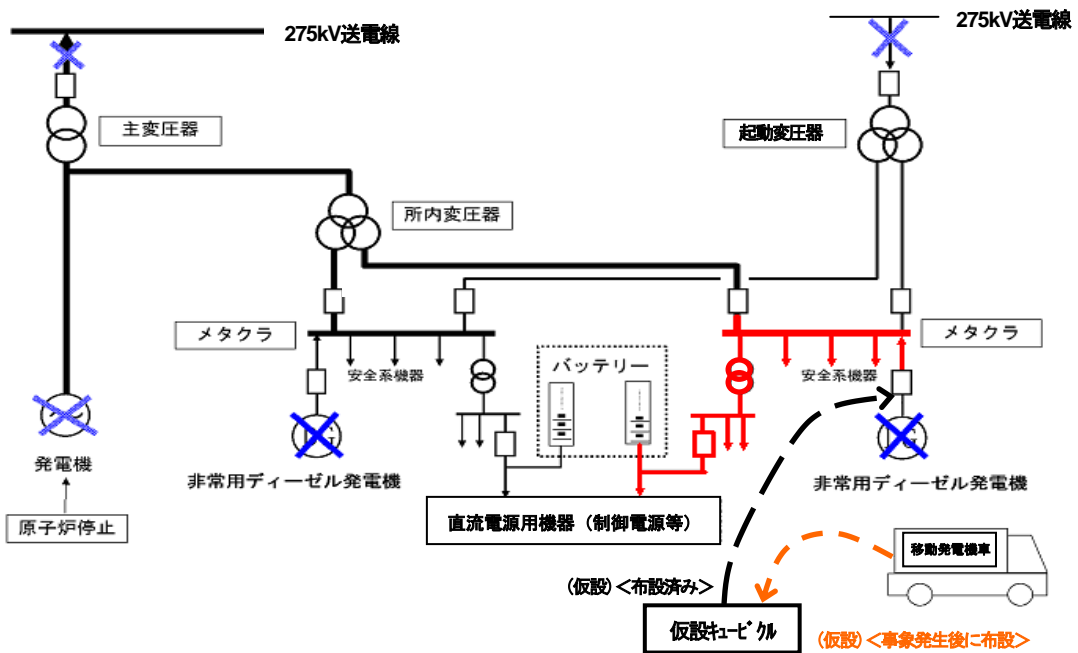 275kV送電線
275kV送電線
主変圧器
起動変圧器
所内変圧器
メタクラ
メタクラ
安全系機器
バッテリー
安全系機器
発電機
非常用ディーゼル発電機
非常用ディーゼル発電機
原子炉停止
直流電源用機器（制御電源等）
移動発電機車
(仮設)＜布設済み＞
仮設ｷｭｰﾋﾞｸﾙ
(仮設)＜事象発生後に布設＞